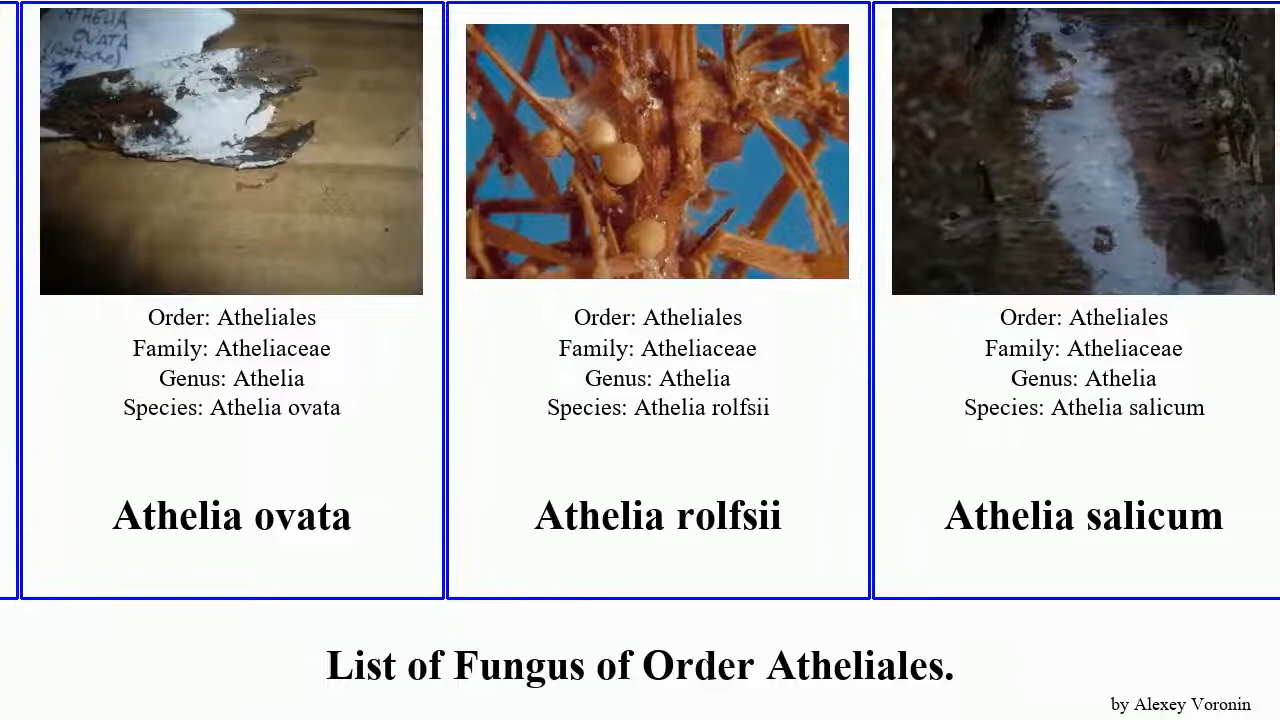 ATHELIA
OVATA
Order: Atheliales
Family: Atheliaceae
Genus: Athelia
Species: Athelia ovata
Athelia ovata
Order: Atheliales
Family: Atheliaceae
Genus: Athelia
Species: Athelia rolfsii
Athelia rolfsii
Order: Atheliales
Family: Atheliaceae
Genus: Athelia
Species: Athelia salicum
Athelia salicum
List of Fungus of Order Atheliales.
by Alexey Voronin